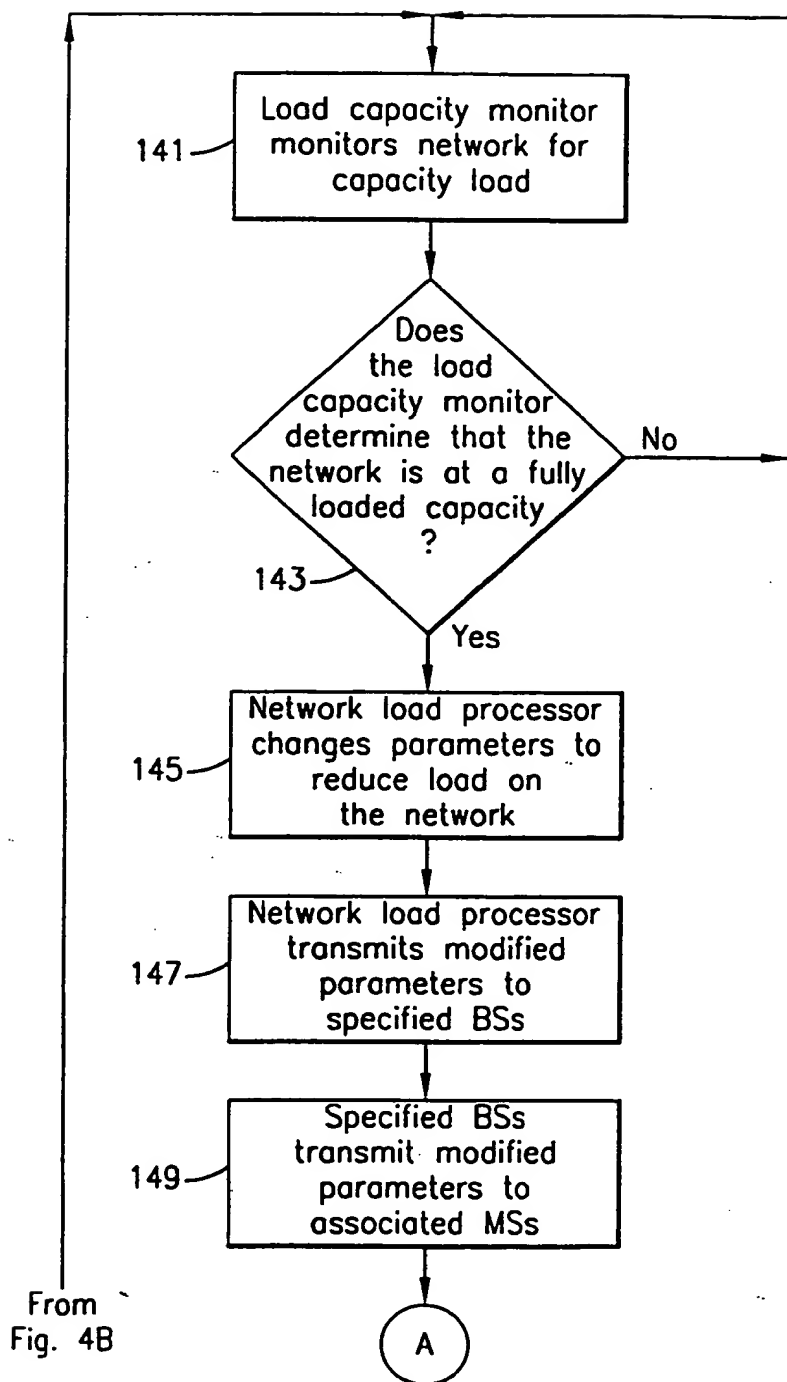 Load capacity monitor
monitors network for
capacity load
141
Does
the load
capacity monitor
determine that the
network is at a fully
loaded capacity
?
No
143
Yes
Network load processor
changes parameters to
reduce load on
the network
145
Network load processor
transmits modified
parameters to
specified BSs
147
Specified BSs
transmit modified
parameters to
associated MSs
149
From
Fig. 4B
A